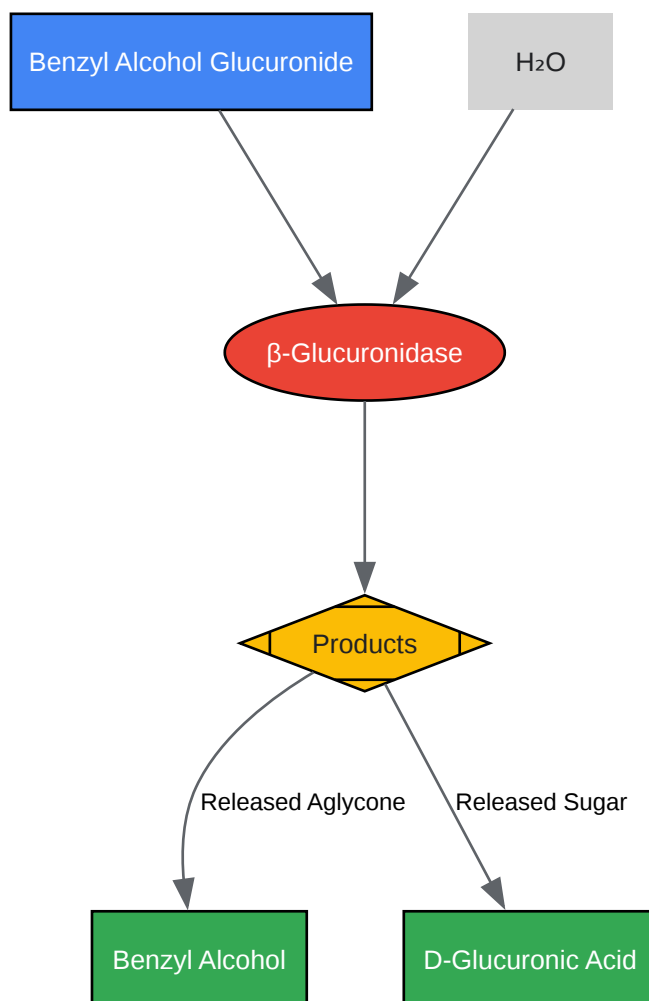 Benzyl Alcohol Glucuronide
H₂O
β-Glucuronidase
Products
Released Aglycone
Released Sugar
Benzyl Alcohol
D-Glucuronic Acid